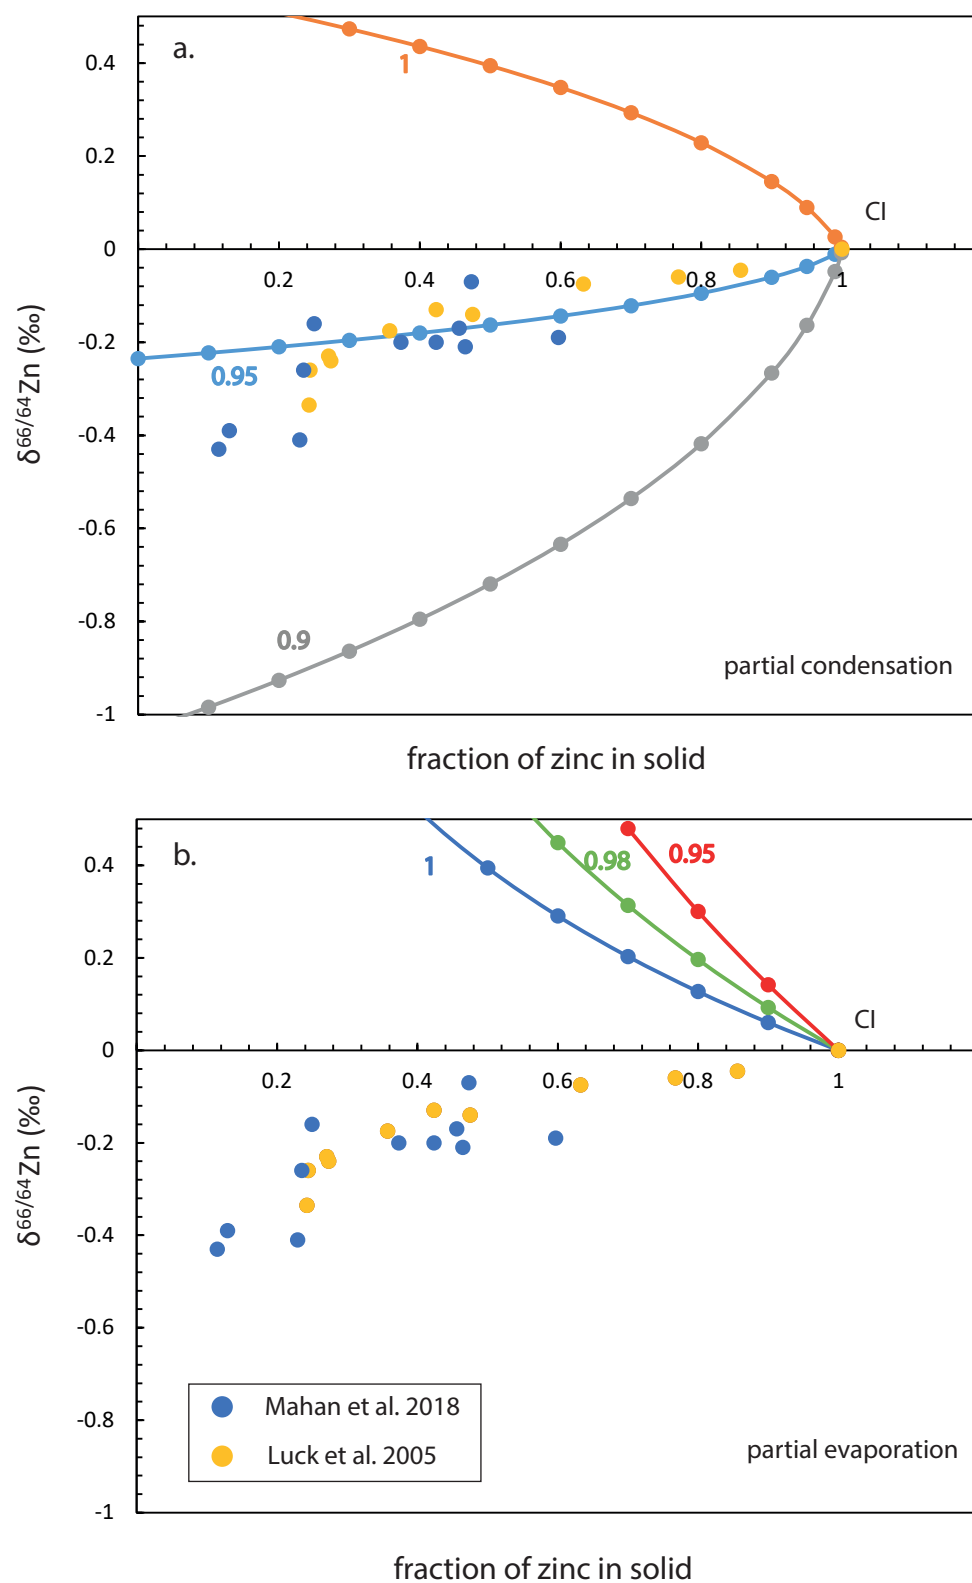 a.
0.4
1
0.2
CI
0
0.2
0.4
0.6
0.8
1
-0.2
0.95
δ66/64Zn (‰)
-0.4
-0.6
0.9
-0.8
partial condensation
-1
fraction of zinc in solid
b.
0.4
1
0.98
0.95
0.2
CI
0
0.2
0.4
0.6
0.8
1
-0.2
δ66/64Zn (‰)
-0.4
-0.6
-0.8
Mahan et al. 2018
Luck et al. 2005
partial evaporation
-1
fraction of zinc in solid